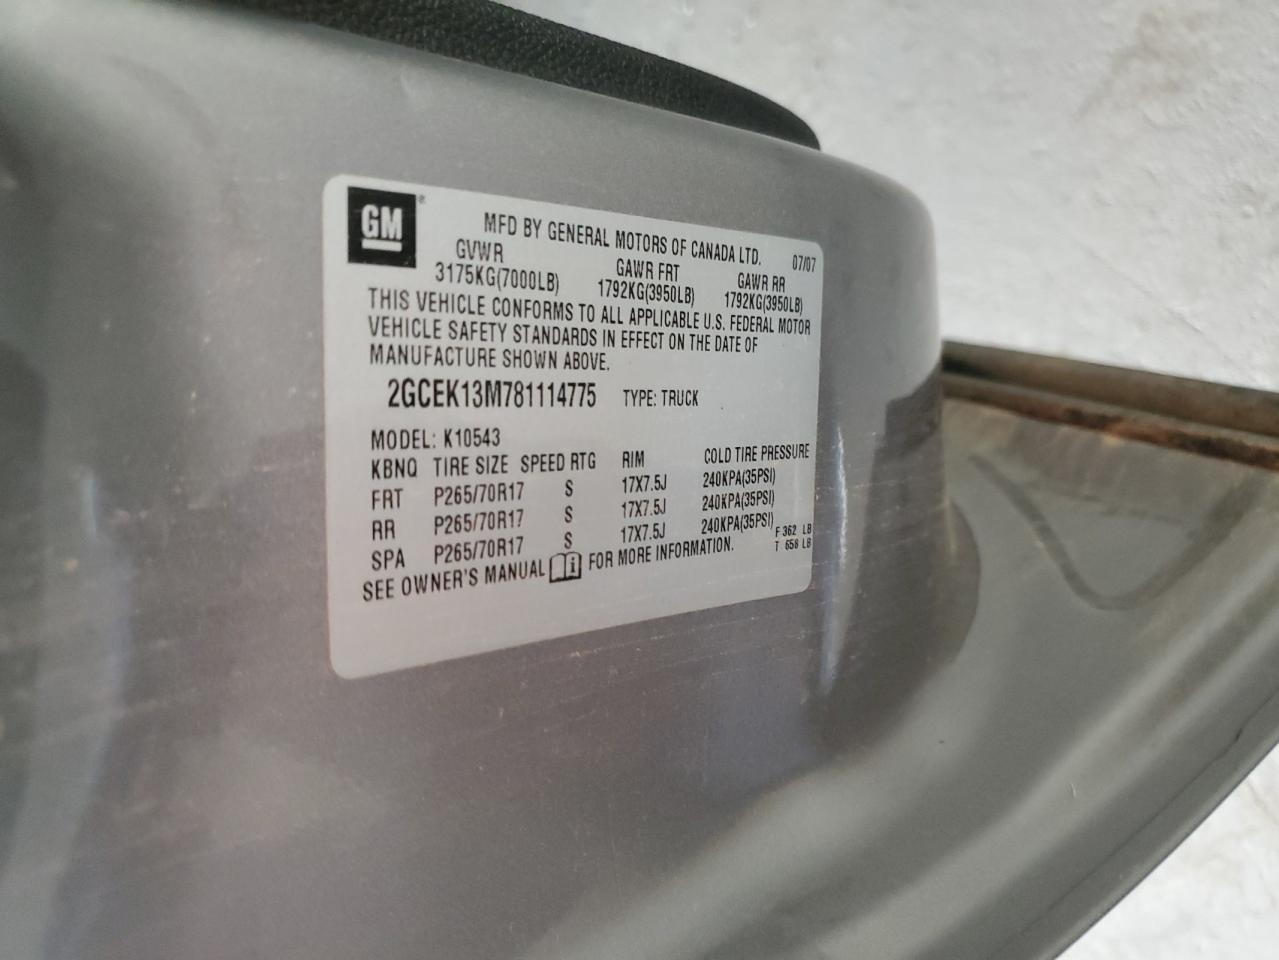 GM®
MFD BY GENERAL MOTORS OF CANADA LTD. 07/07
GVWR GAWR FRT GAWR RR
3175KG(7000LB) 1792KG(3950LB) 1792KG(3950LB)
THIS VEHICLE CONFORMS TO ALL APPLICABLE U.S. FEDERAL MOTOR
VEHICLE SAFETY STANDARDS IN EFFECT ON THE DATE OF
MANUFACTURE SHOWN ABOVE.
2GCEK13M781114775 TYPE: TRUCK
MODEL: K10543
KBNQ TIRE SIZE SPEED RTG RIM COLD TIRE PRESSURE
FRT P265/70R17 S 17X7.5J 240KPA(35PSI)
RR P265/70R17 S 17X7.5J 240KPA(35PSI)
SPA P265/70R17 S 17X7.5J 240KPA(35PSI) F 362 LB
SEE OWNER'S MANUAL i FOR MORE INFORMATION. T 658 LB